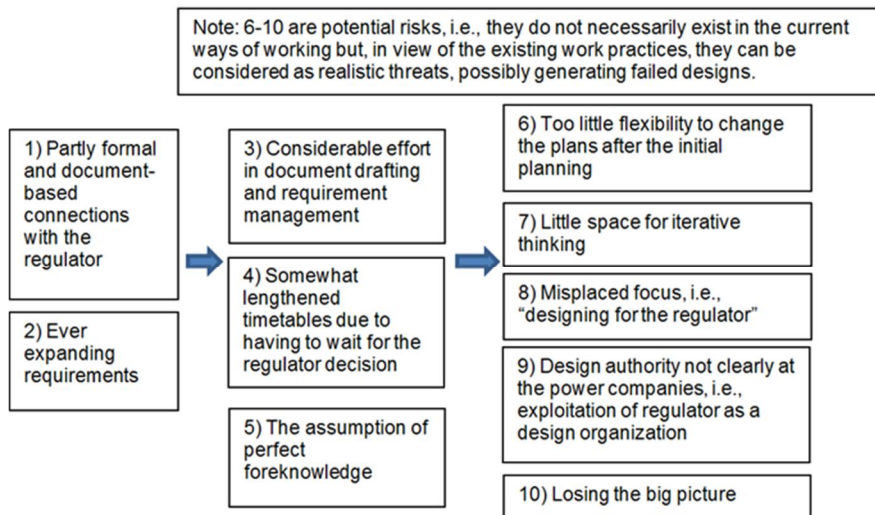 Note: 6-10 are potential risks, i.e., they do not necessarily exist in the current
ways of working but, in view of the existing work practices, they can be
considered as realistic threats, possibly generating failed designs.
1) Partly formal
and document-
based
connections
with the
regulator
2) Ever
expanding
requirements
3) Considerable effort
in document drafting
and requirement
management
4) Somewhat
lengthened
timetables due to
having to wait for the
regulator decision
5) The assumption of
perfect
foreknowledge
6) Too little flexibility to change
the plans after the initial
planning
7) Little space for iterative
thinking
8) Misplaced focus, i.e.,
“designing for the regulator”
9) Design authority not clearly at
the power companies, i.e.,
exploitation of regulator as a
design organization
10) Losing the big picture